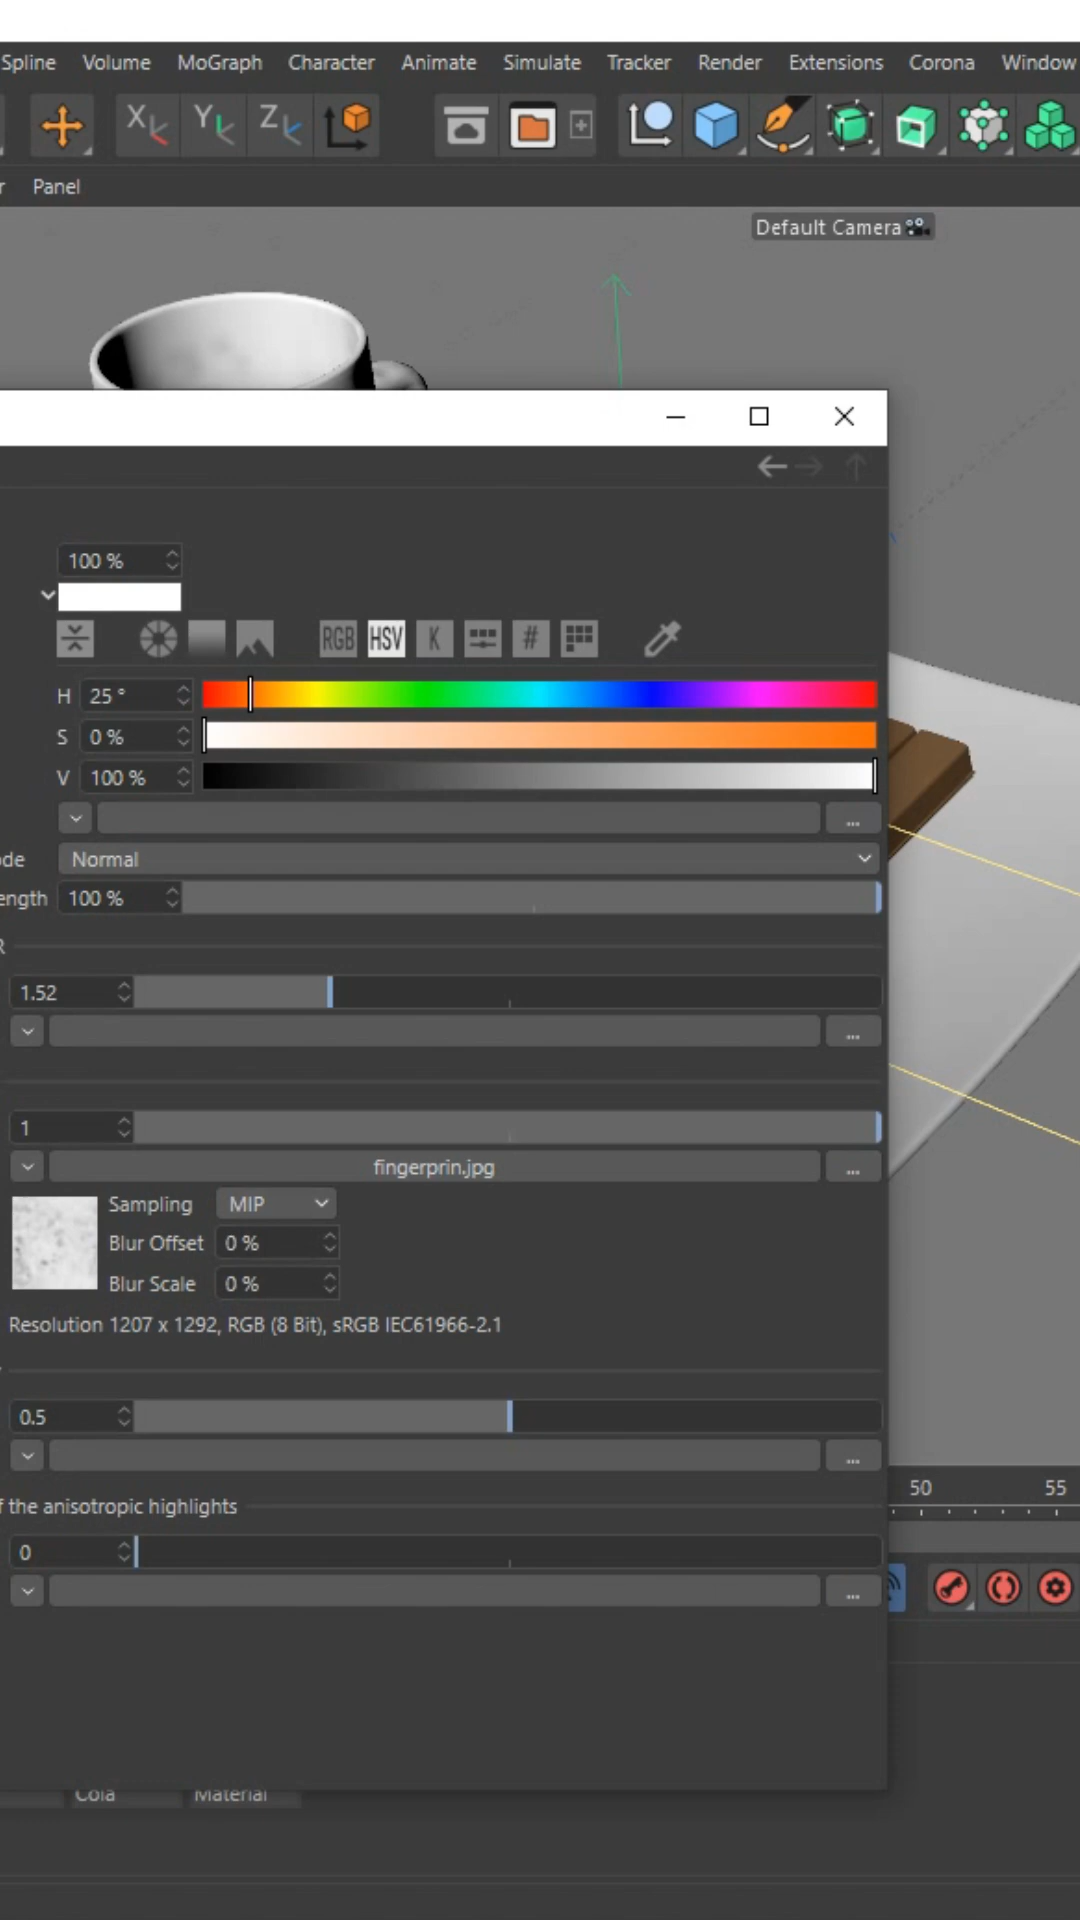 Spline Volume MoGraph Character Animate Simulate Tracker Render Extensions Corona Window
X Y Z
r Panel
Default Camera
100 %
RGB HSV K #
H 25 °
S 0 %
V 100 %
...
ode Normal
ength 100 %
R
1.52
...
1
fingerprin.jpg ...
Sampling MIP
Blur Offset 0 %
Blur Scale 0 %
Resolution 1207 x 1292, RGB (8 Bit), sRGB IEC61966-2.1
0.5
...
50 55
f the anisotropic highlights
0
...
Cola Material